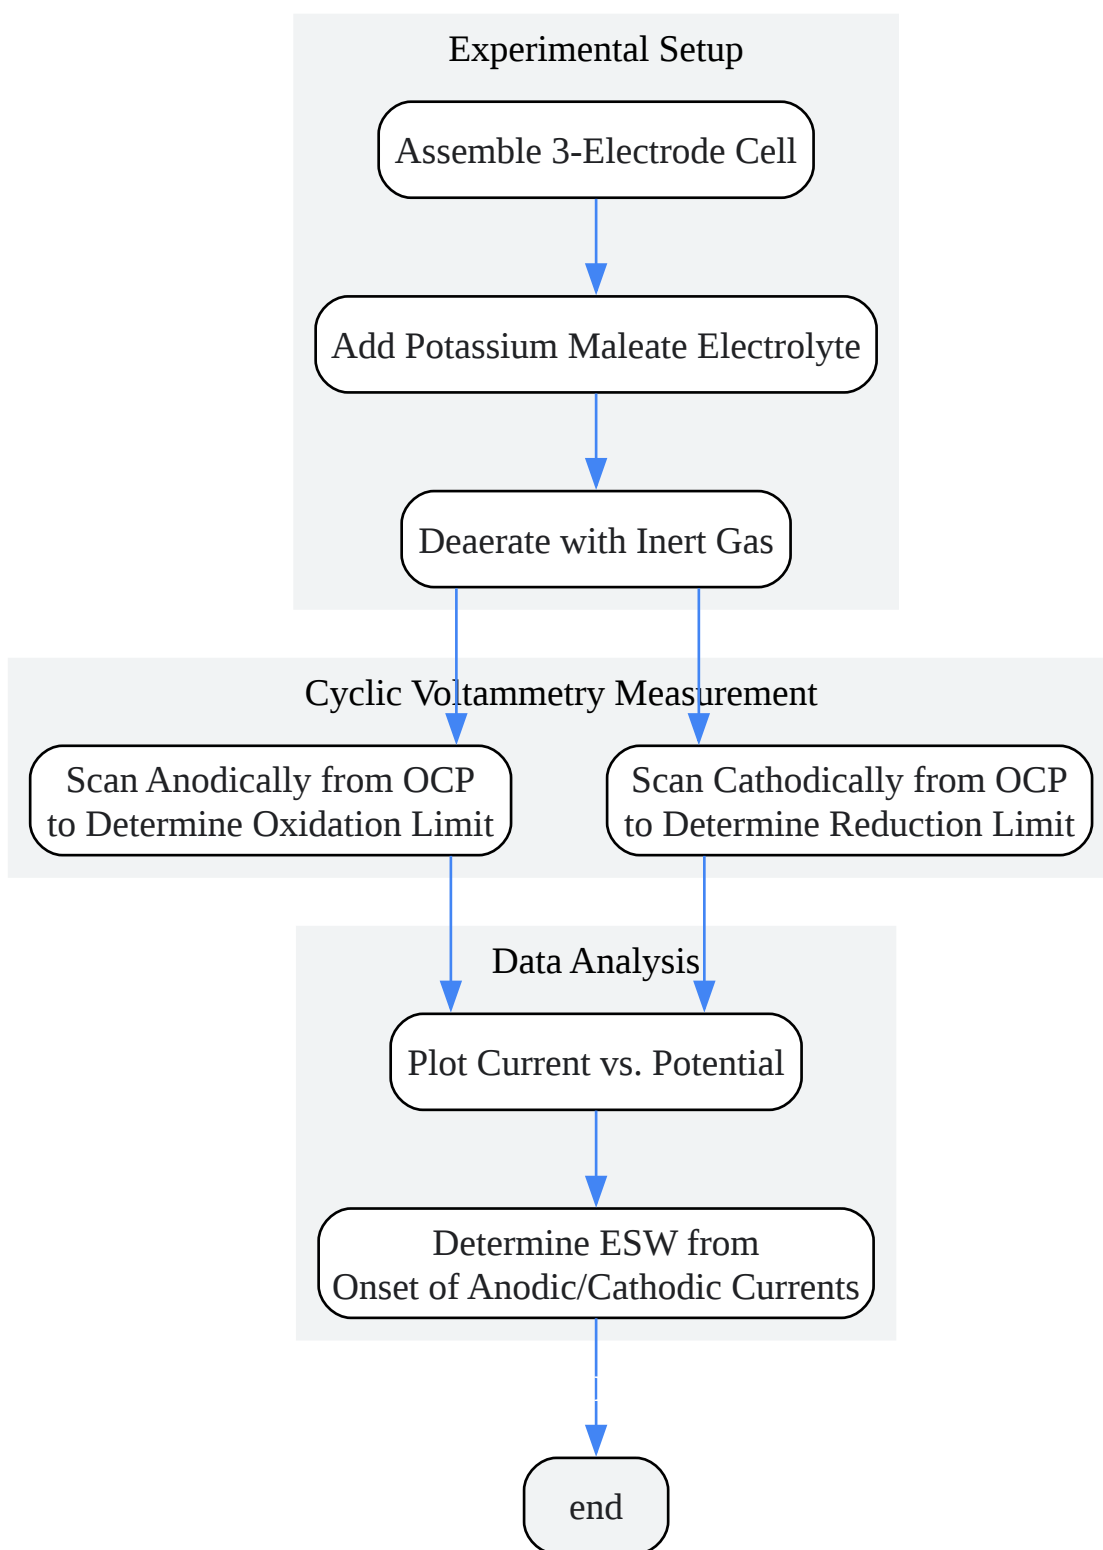 Experimental Setup
Assemble 3-Electrode Cell
Add Potassium Maleate Electrolyte
Deaerate with Inert Gas
Cyclic Voltammetry Measurement
Scan Anodically from OCP
to Determine Oxidation Limit
Scan Cathodically from OCP
to Determine Reduction Limit
Data Analysis
Plot Current vs. Potential
Determine ESW from
Onset of Anodic/Cathodic Currents
end